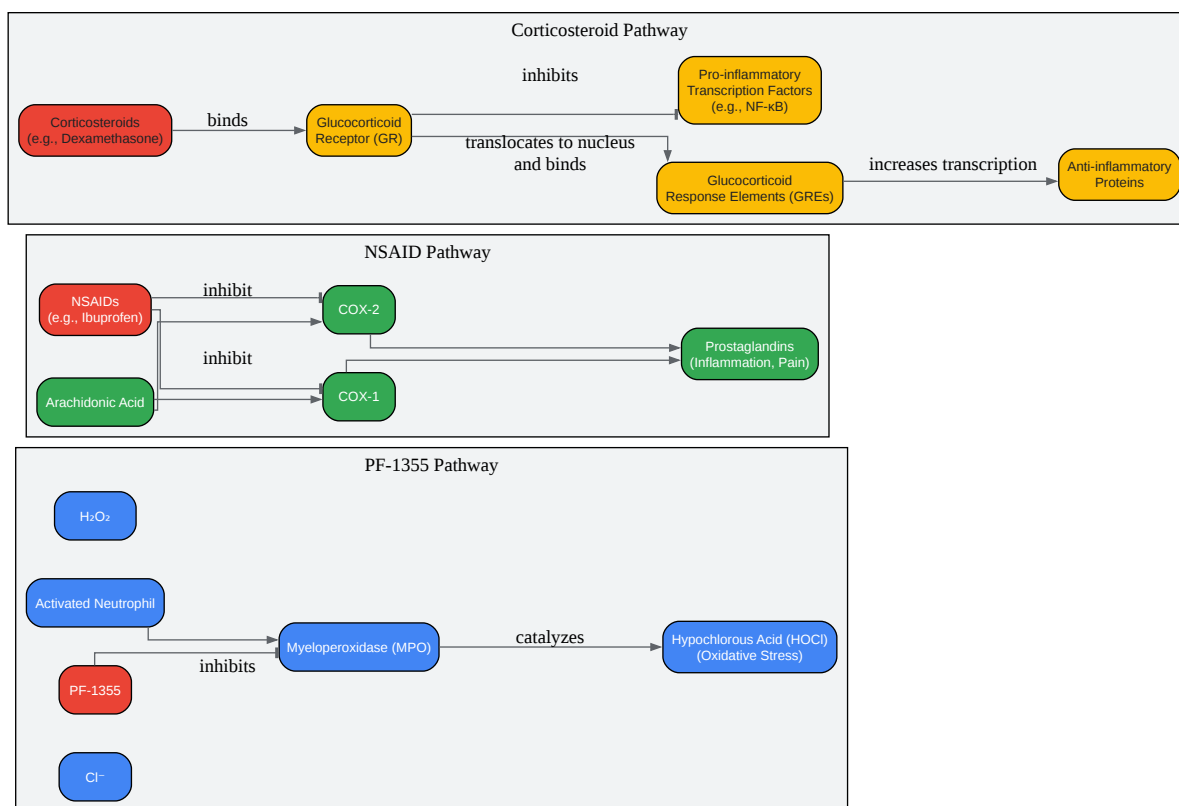 Corticosteroid Pathway
Corticosteroids
(e.g., Dexamethasone)
binds
Glucocorticoid
Receptor (GR)
inhibits
Pro-inflammatory
Transcription Factors
(e.g., NF-κB)
translocates to nucleus
and binds
Glucocorticoid
Response Elements (GREs)
increases transcription
Anti-inflammatory
Proteins
NSAID Pathway
NSAIDs
(e.g., Ibuprofen)
inhibit
COX-2
inhibit
Arachidonic Acid
COX-1
Prostaglandins
(Inflammation, Pain)
PF-1355 Pathway
H₂O₂
Activated Neutrophil
PF-1355
inhibits
Myeloperoxidase (MPO)
catalyzes
Hypochlorous Acid (HOCl)
(Oxidative Stress)
Cl⁻